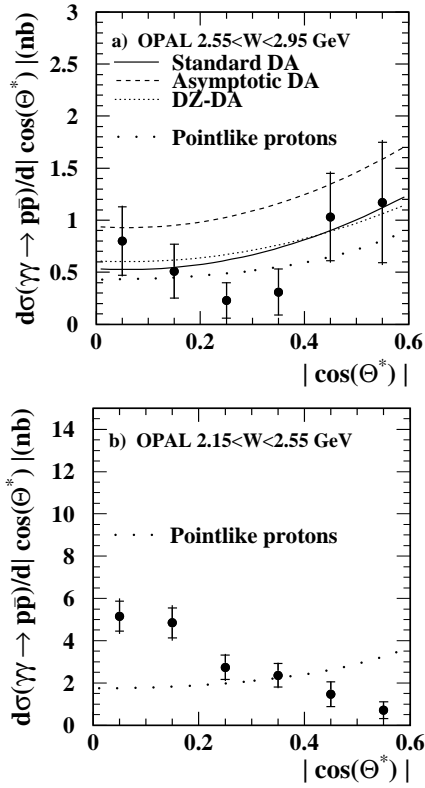 dσ(γγ → pp̄)/d| cos(Θ*) |(nb)
3
2.5
2
1.5
1
0.5
0
a) OPAL 2.55<W<2.95 GeV
Standard DA
Asymptotic DA
DZ-DA
Pointlike protons
0 0.2 0.4 0.6
| cos(Θ*) |
dσ(γγ → pp̄)/d| cos(Θ*) |(nb)
14
12
10
8
6
4
2
0
b) OPAL 2.15<W<2.55 GeV
Pointlike protons
0 0.2 0.4 0.6
| cos(Θ*) |